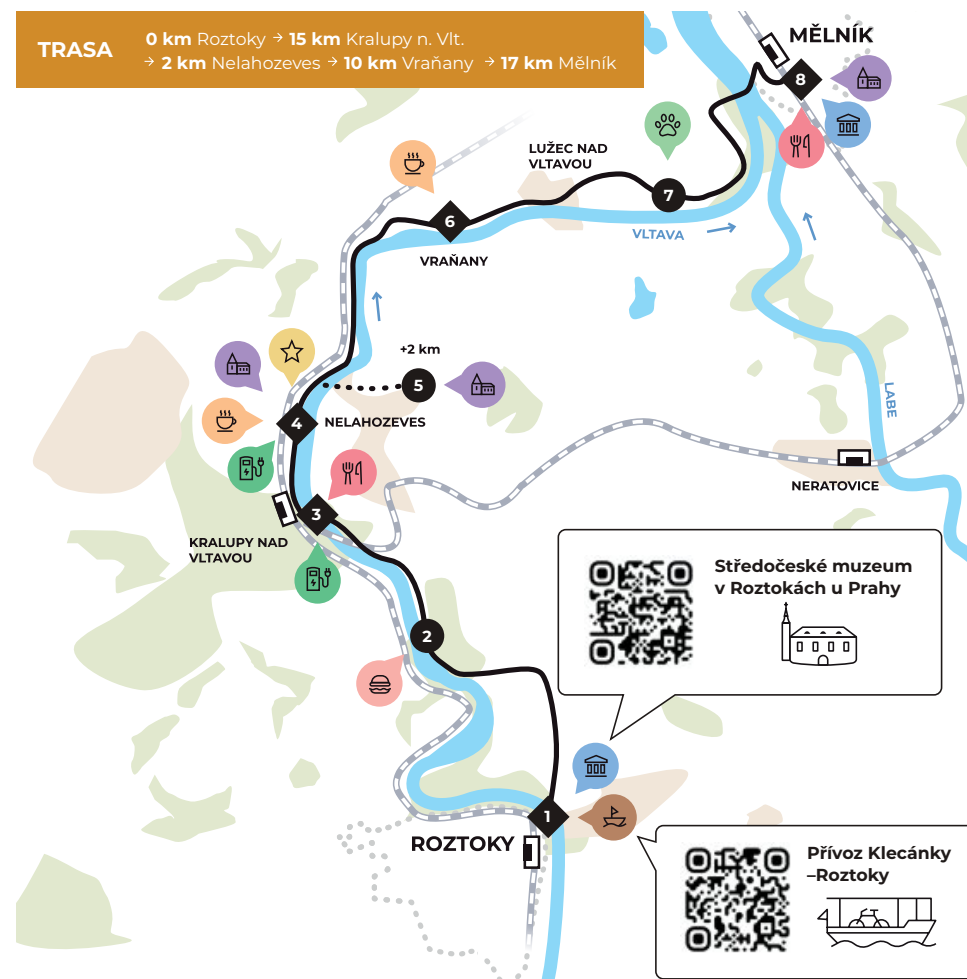 TRASA
0 km Roztoky → 15 km Kralupy n. Vlt.
→ 2 km Nelahozeves → 10 km Vraňany → 17 km Mělník
MĚLNÍK
8
LUŽEC NAD
VLTAVOU
7
6
VLTAVA
VRAŇANY
+2 km
5
LABE
4
NELAHOZEVES
NERATOVICE
3
KRALUPY NAD
VLTAVOU
Středočeské muzeum
v Roztokách u Prahy
2
1
ROZTOKY
Přívoz Klecánky
–Roztoky